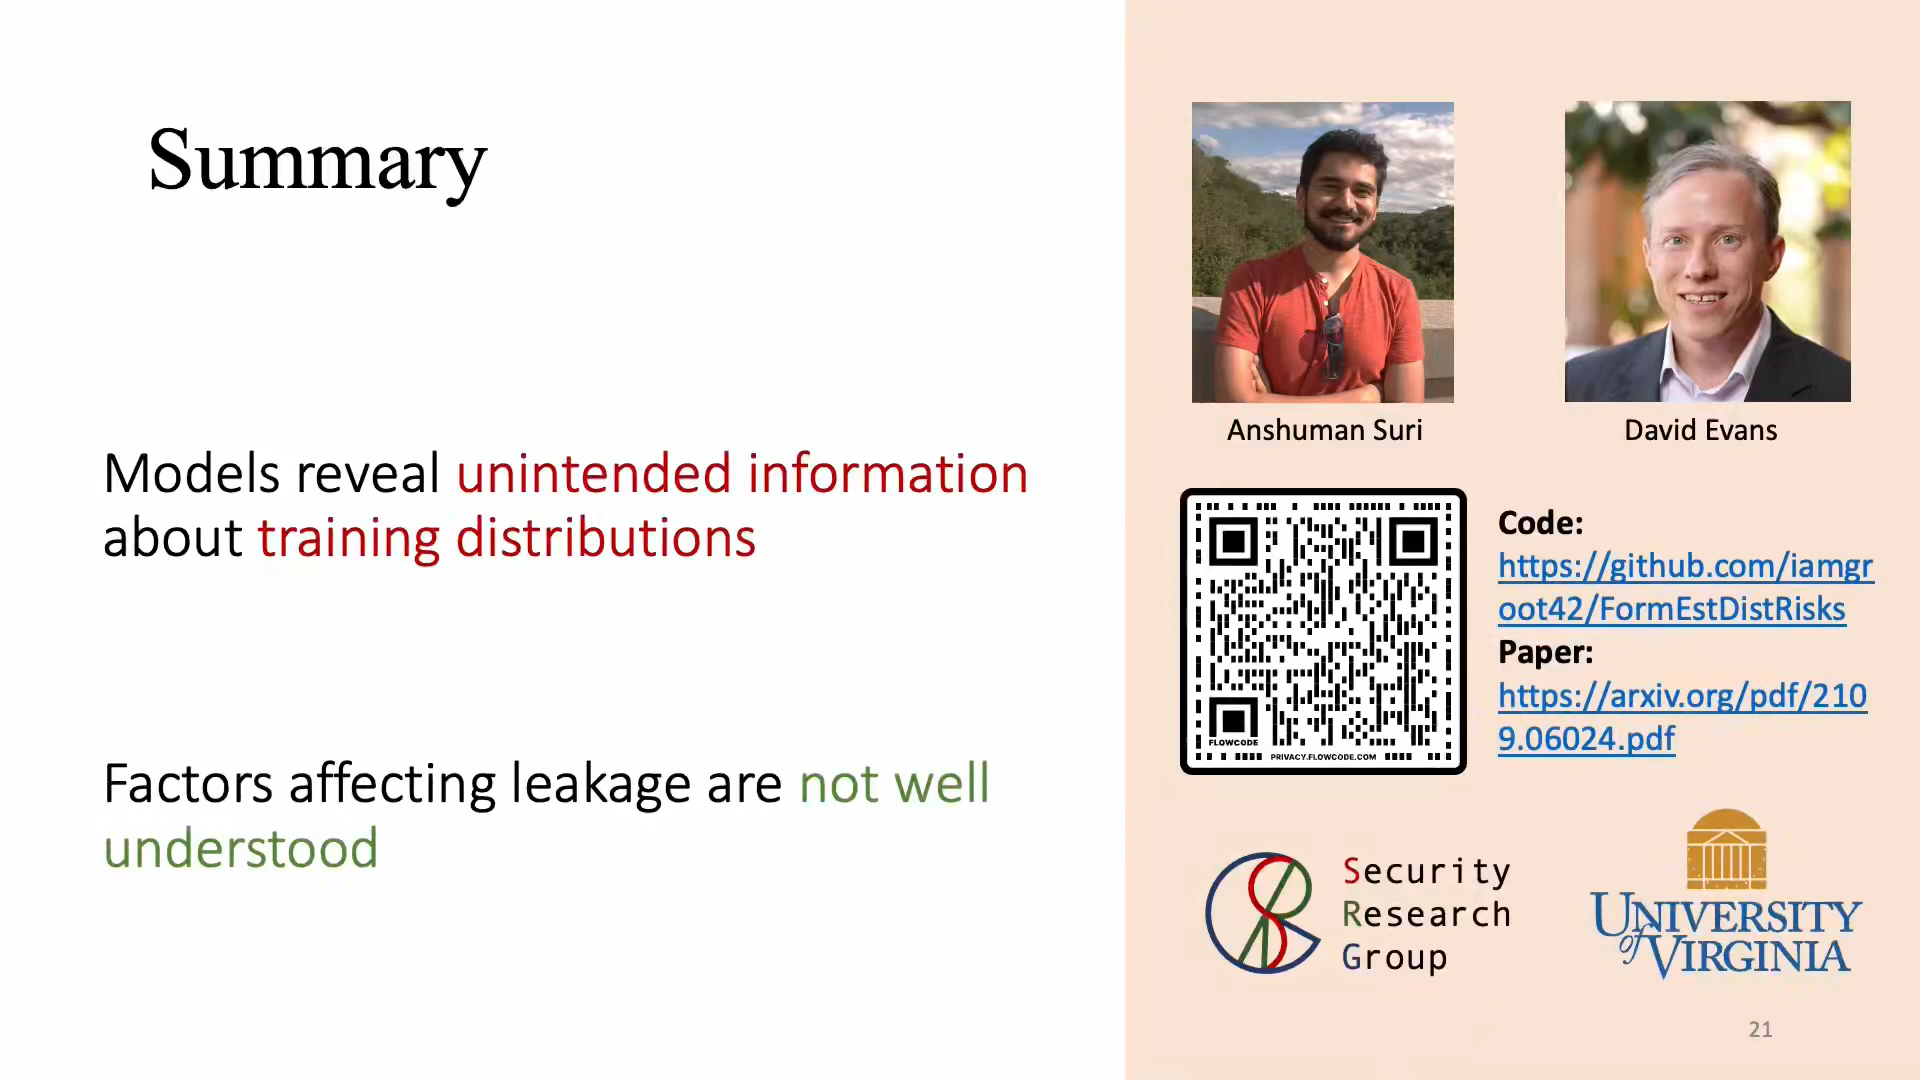 Summary
Models reveal unintended information
about training distributions
Factors affecting leakage are not well
understood
Anshuman Suri
David Evans
FLOWCODE
PRIVACY.FLOWCODE.COM
Code:
https://github.com/iamgr
oot42/FormEstDistRisks
Paper:
https://arxiv.org/pdf/210
9.06024.pdf
Security
Research
Group
UNIVERSITY
of VIRGINIA
21